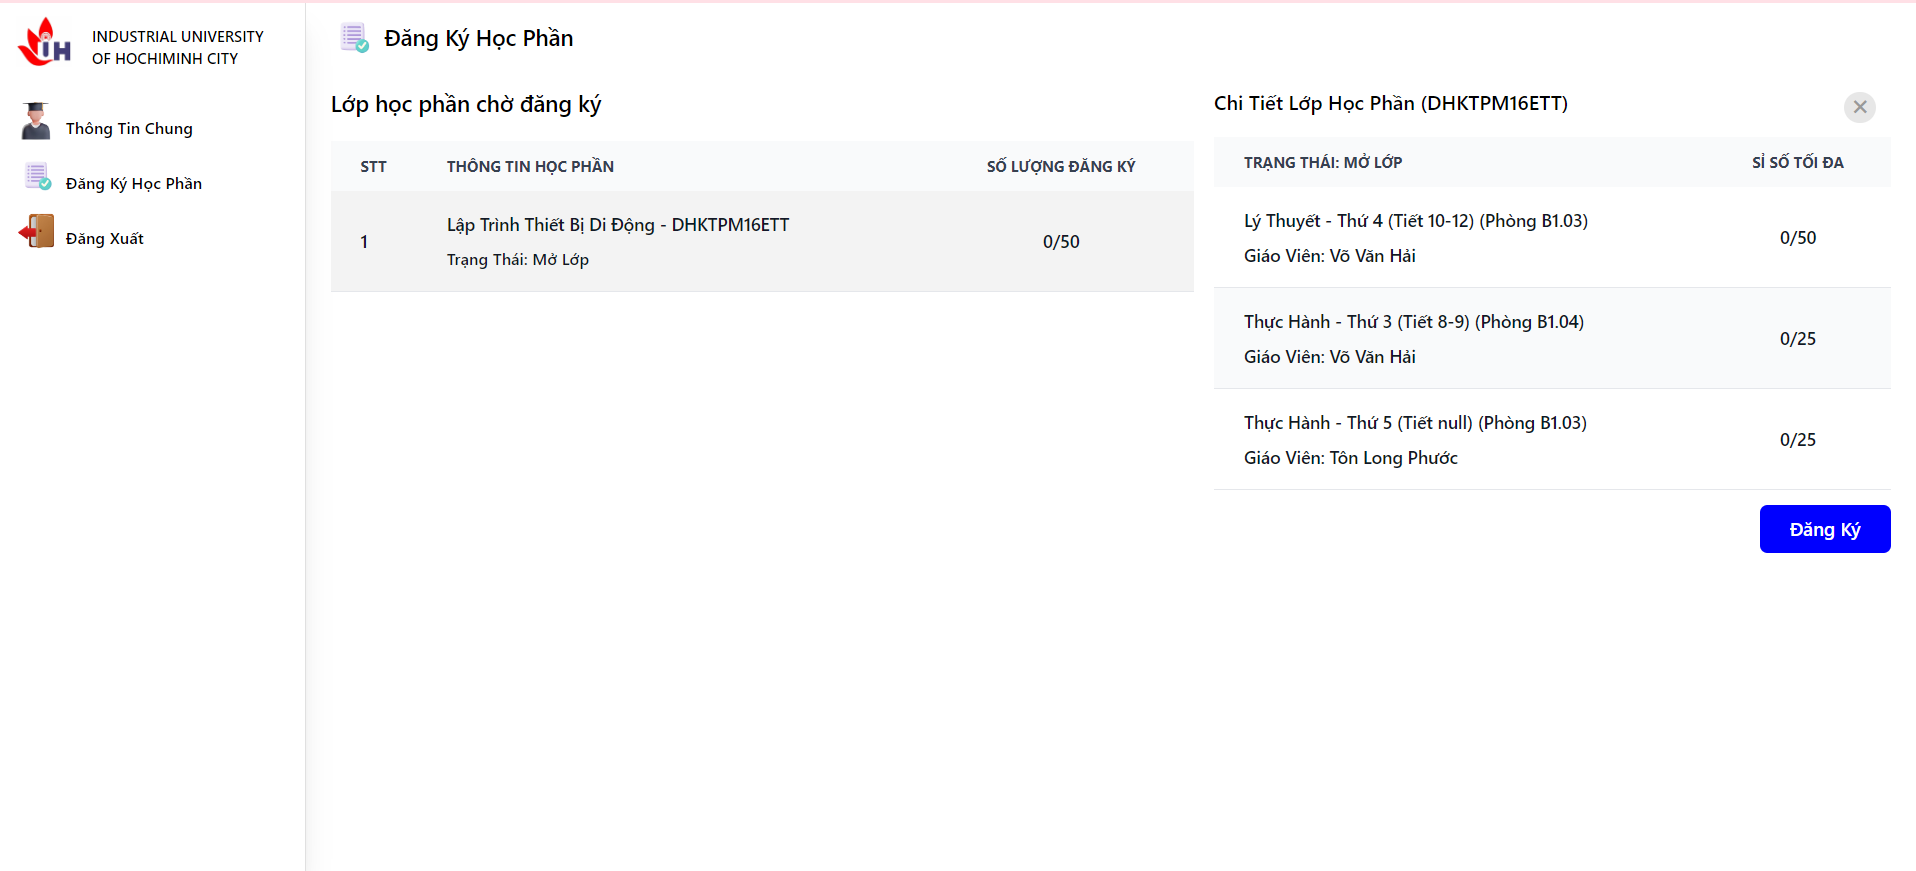 INDUSTRIAL UNIVERSITY
OF HOCHIMINH CITY
Thông Tin Chung
Đăng Ký Học Phần
Đăng Xuất
Đăng Ký Học Phần
Lớp học phần chờ đăng ký
STT THÔNG TIN HỌC PHẦN SỐ LƯỢNG ĐĂNG KÝ
1 Lập Trình Thiết Bị Di Động - DHKTPM16ETT 0/50
Trạng Thái: Mở Lớp
Chi Tiết Lớp Học Phần (DHKTPM16ETT)
TRẠNG THÁI: MỞ LỚP SỈ SỐ TỐI ĐA
Lý Thuyết - Thứ 4 (Tiết 10-12) (Phòng B1.03) 0/50
Giáo Viên: Võ Văn Hải
Thực Hành - Thứ 3 (Tiết 8-9) (Phòng B1.04) 0/25
Giáo Viên: Võ Văn Hải
Thực Hành - Thứ 5 (Tiết null) (Phòng B1.03) 0/25
Giáo Viên: Tôn Long Phước
Đăng Ký